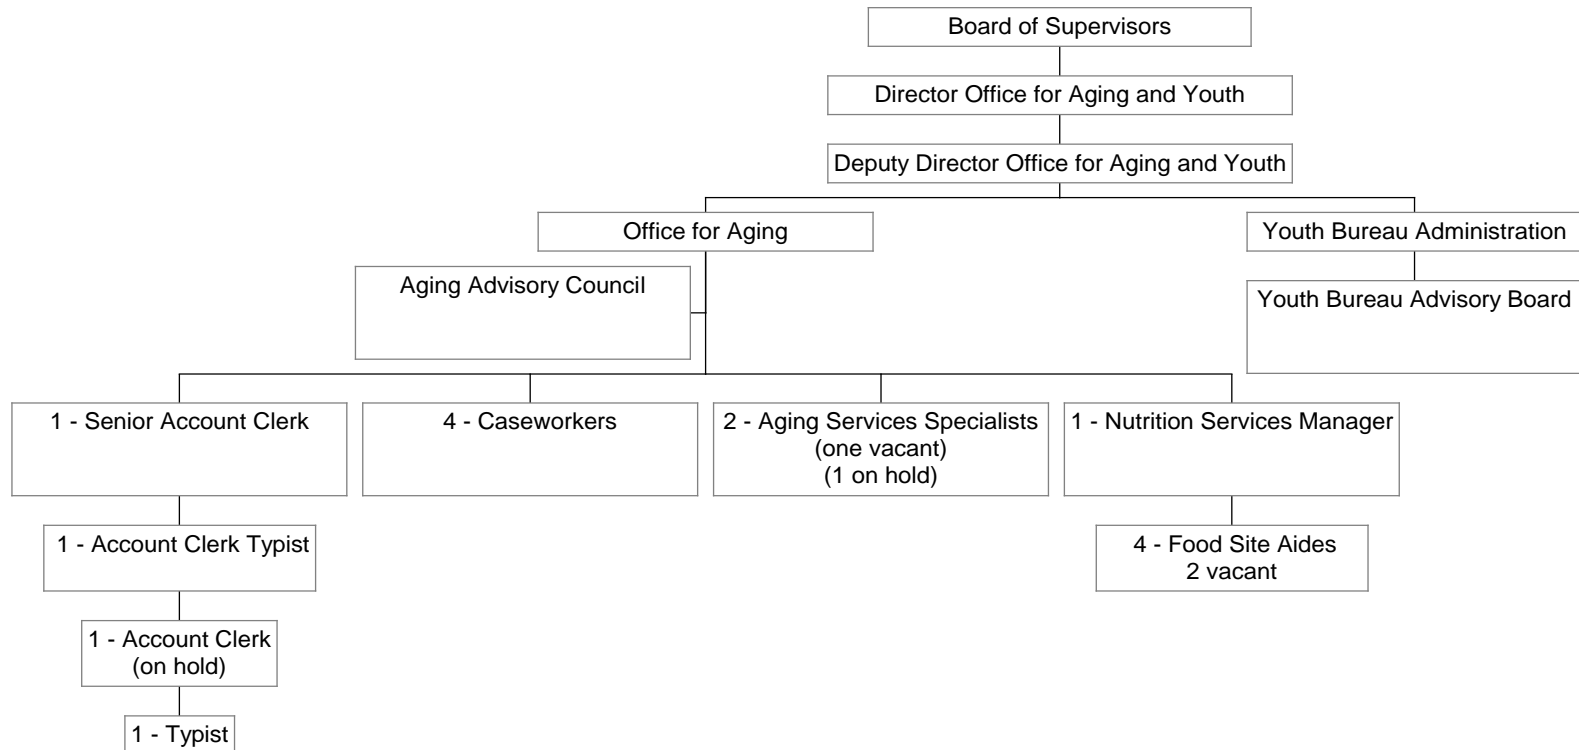 Board of Supervisors
Director Office for Aging and Youth
Deputy Director Office for Aging and Youth
Office for Aging
Youth Bureau Administration
Aging Advisory Council
Youth Bureau Advisory Board
1 - Senior Account Clerk
4 - Caseworkers
2 - Aging Services Specialists
(one vacant)
(1 on hold)
1 - Nutrition Services Manager
1 - Account Clerk Typist
4 - Food Site Aides
2 vacant
1 - Account Clerk
(on hold)
1 - Typist